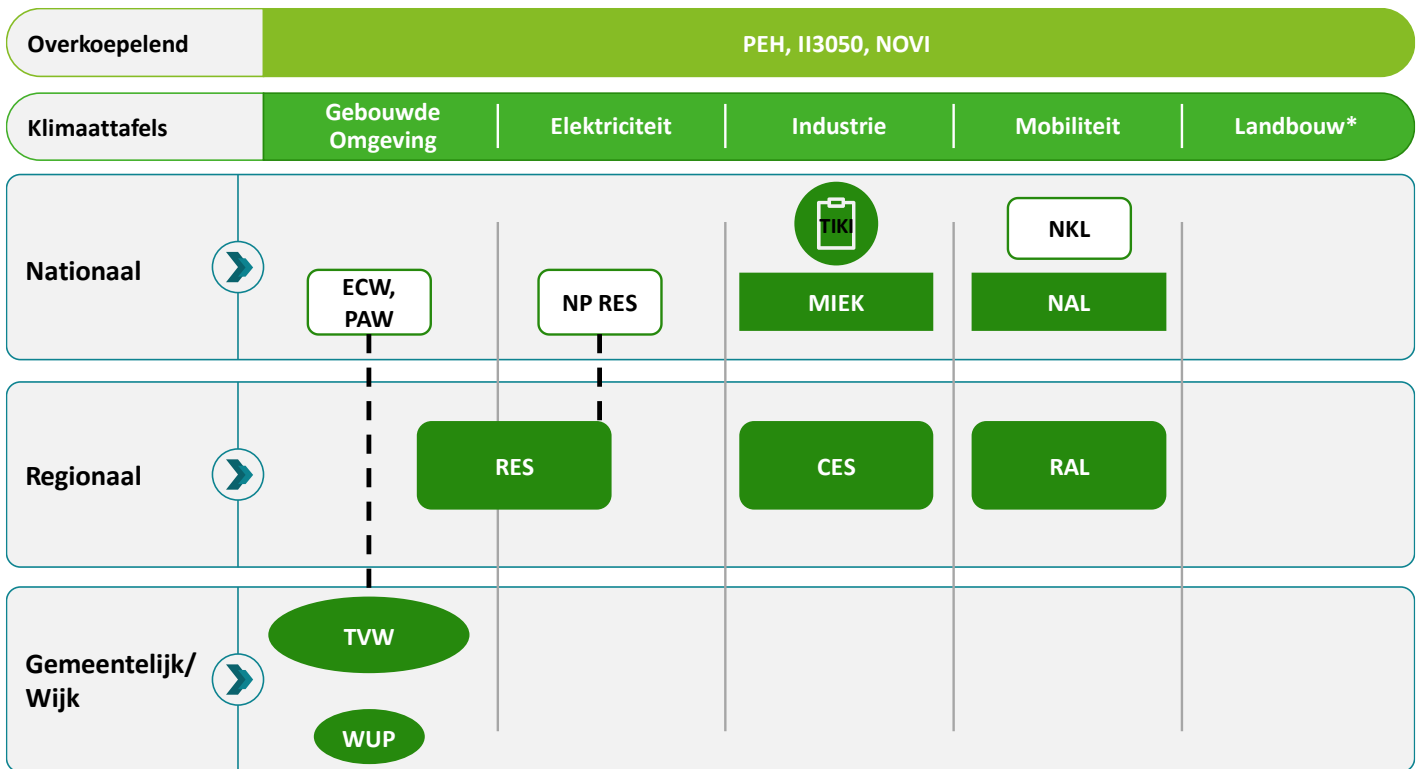 Overkoepelend
PEH, II3050, NOVI
Klimaattafels
Gebouwde
Omgeving
Elektriciteit
Industrie
Mobiliteit
Landbouw*
Nationaal
ECW,
PAW
NP RES
TIKI
MIEK
NKL
NAL
Regionaal
RES
CES
RAL
Gemeentelijk/
Wijk
TVW
WUP